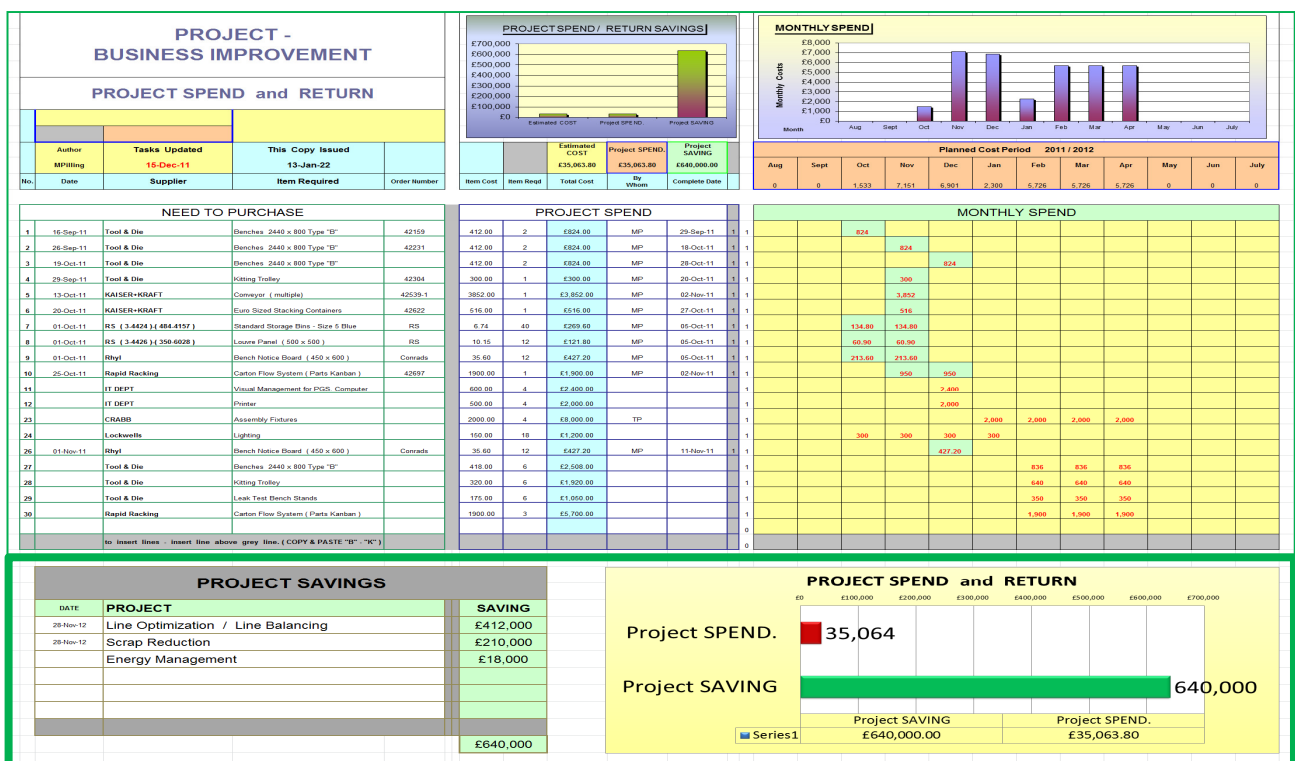 PROJECT -
BUSINESS IMPROVEMENT
PROJECT SPEND and RETURN
PROJECT SPEND / RETURN SAVINGS
£700,000
£600,000
£500,000
£400,000
£300,000
£200,000
£100,000
£0
Estimated COST Project SPEND. Project SAVING
MONTHLY SPEND
Monthly Costs
£8,000
£7,000
£6,000
£5,000
£4,000
£3,000
£2,000
£1,000
£0
Month Aug Sept Oct Nov Dec Jan Feb Mar Apr May Jun July
Author Tasks Updated This Copy Issued
MPilling 15-Dec-11 13-Jan-22
No. Date Supplier Item Required Order Number
Estimated COST Project SPEND. Project SAVING
£35,063.80 £35,063.80 £640,000.00
Item Cost Item Reqd Total Cost By Whom Complete Date
Planned Cost Period 2011 / 2012
Aug Sept Oct Nov Dec Jan Feb Mar Apr May Jun July
0 0 1,533 7,151 6,901 2,300 5,726 5,726 5,726 0 0 0
NEED TO PURCHASE PROJECT SPEND MONTHLY SPEND
1 16-Sep-11 Tool & Die Benches 2440 x 800 Type "B" 42159 412.00 2 £824.00 MP 29-Sep-11 1 1 824
2 26-Sep-11 Tool & Die Benches 2440 x 800 Type "B" 42231 412.00 2 £824.00 MP 18-Oct-11 1 1 824
3 19-Oct-11 Tool & Die Benches 2440 x 800 Type "B" 412.00 2 £824.00 MP 28-Oct-11 1 1 824
4 29-Sep-11 Tool & Die Kitting Trolley 42304 300.00 1 £300.00 MP 20-Oct-11 1 1 300
5 13-Oct-11 KAISER+KRAFT Conveyor ( multiple) 42539-1 3852.00 1 £3,852.00 MP 02-Nov-11 1 1 3,852
6 20-Oct-11 KAISER+KRAFT Euro Sized Stacking Containers 42622 516.00 1 £516.00 MP 27-Oct-11 1 1 516
7 01-Oct-11 RS ( 3-4424 ).( 484-4157 ) Standard Storage Bins - Size 5 Blue RS 6.74 40 £269.60 MP 05-Oct-11 1 1 134.80 134.80
8 01-Oct-11 RS ( 3-4426 ).( 350-6028 ) Louvre Panel ( 500 x 500 ) RS 10.15 12 £121.80 MP 05-Oct-11 1 1 60.90 60.90
9 01-Oct-11 Rhyl Bench Notice Board ( 450 x 600 ) Conrads 35.60 12 £427.20 MP 05-Oct-11 1 1 213.60 213.60
10 25-Oct-11 Rapid Racking Carton Flow System ( Parts Kanban ) 42697 1900.00 1 £1,900.00 MP 02-Nov-11 1 1 950 950
11 IT DEPT Visual Management for PGS Computer 600.00 4 £2,400.00 2,400
12 IT DEPT Printer 500.00 4 £2,000.00 1 2,000
23 CRABB Assembly Fixtures 2000.00 4 £8,000.00 TP 1 2,000 2,000 2,000 2,000
24 Lockwells Lighting 150.00 18 £1,200.00 1 300 300 300 300
26 01-Nov-11 Rhyl Bench Notice Board ( 450 x 600 ) Conrads 35.60 12 £427.20 MP 11-Nov-11 1 1 427.20
27 Tool & Die Benches 2440 x 800 Type "B" 418.00 6 £2,508.00 1 836 836 836
28 Tool & Die Kitting Trolley 320.00 6 £1,920.00 1 640 640 640
29 Tool & Die Leak Test Bench Stands 175.00 6 £1,050.00 1 350 350 350
30 Rapid Racking Carton Flow System ( Parts Kanban ) 1900.00 3 £5,700.00 1 1,900 1,900 1,900
0
to insert lines - insert line above grey line. ( COPY & PASTE "B" - "K" ) 0
PROJECT SAVINGS
DATE PROJECT SAVING
28-Nov-12 Line Optimization / Line Balancing £412,000
28-Nov-12 Scrap Reduction £210,000
Energy Management £18,000
£640,000
PROJECT SPEND and RETURN
£0 £100,000 £200,000 £300,000 £400,000 £500,000 £600,000 £700,000
Project SPEND. 35,064
Project SAVING 640,000
Project SAVING Project SPEND.
Series1 £640,000.00 £35,063.80